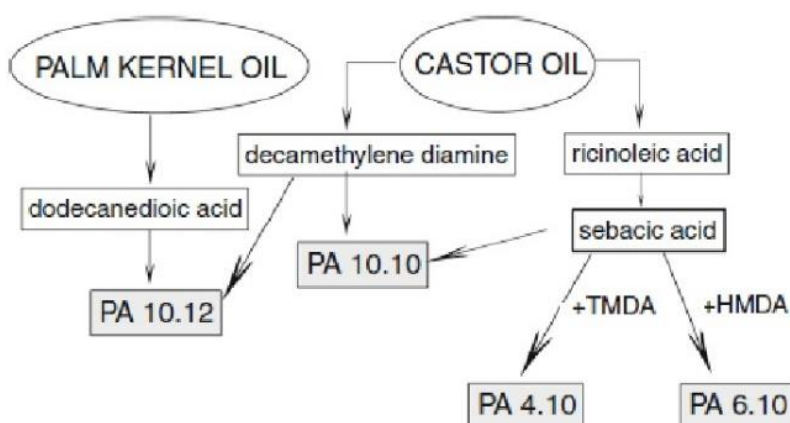 PALM KERNEL OIL
CASTOR OIL
decamethylene diamine
ricinoleic acid
dodecanedioic acid
sebacic acid
PA 10.10
PA 10.12
+TMDA
+HMDA
PA 4.10
PA 6.10